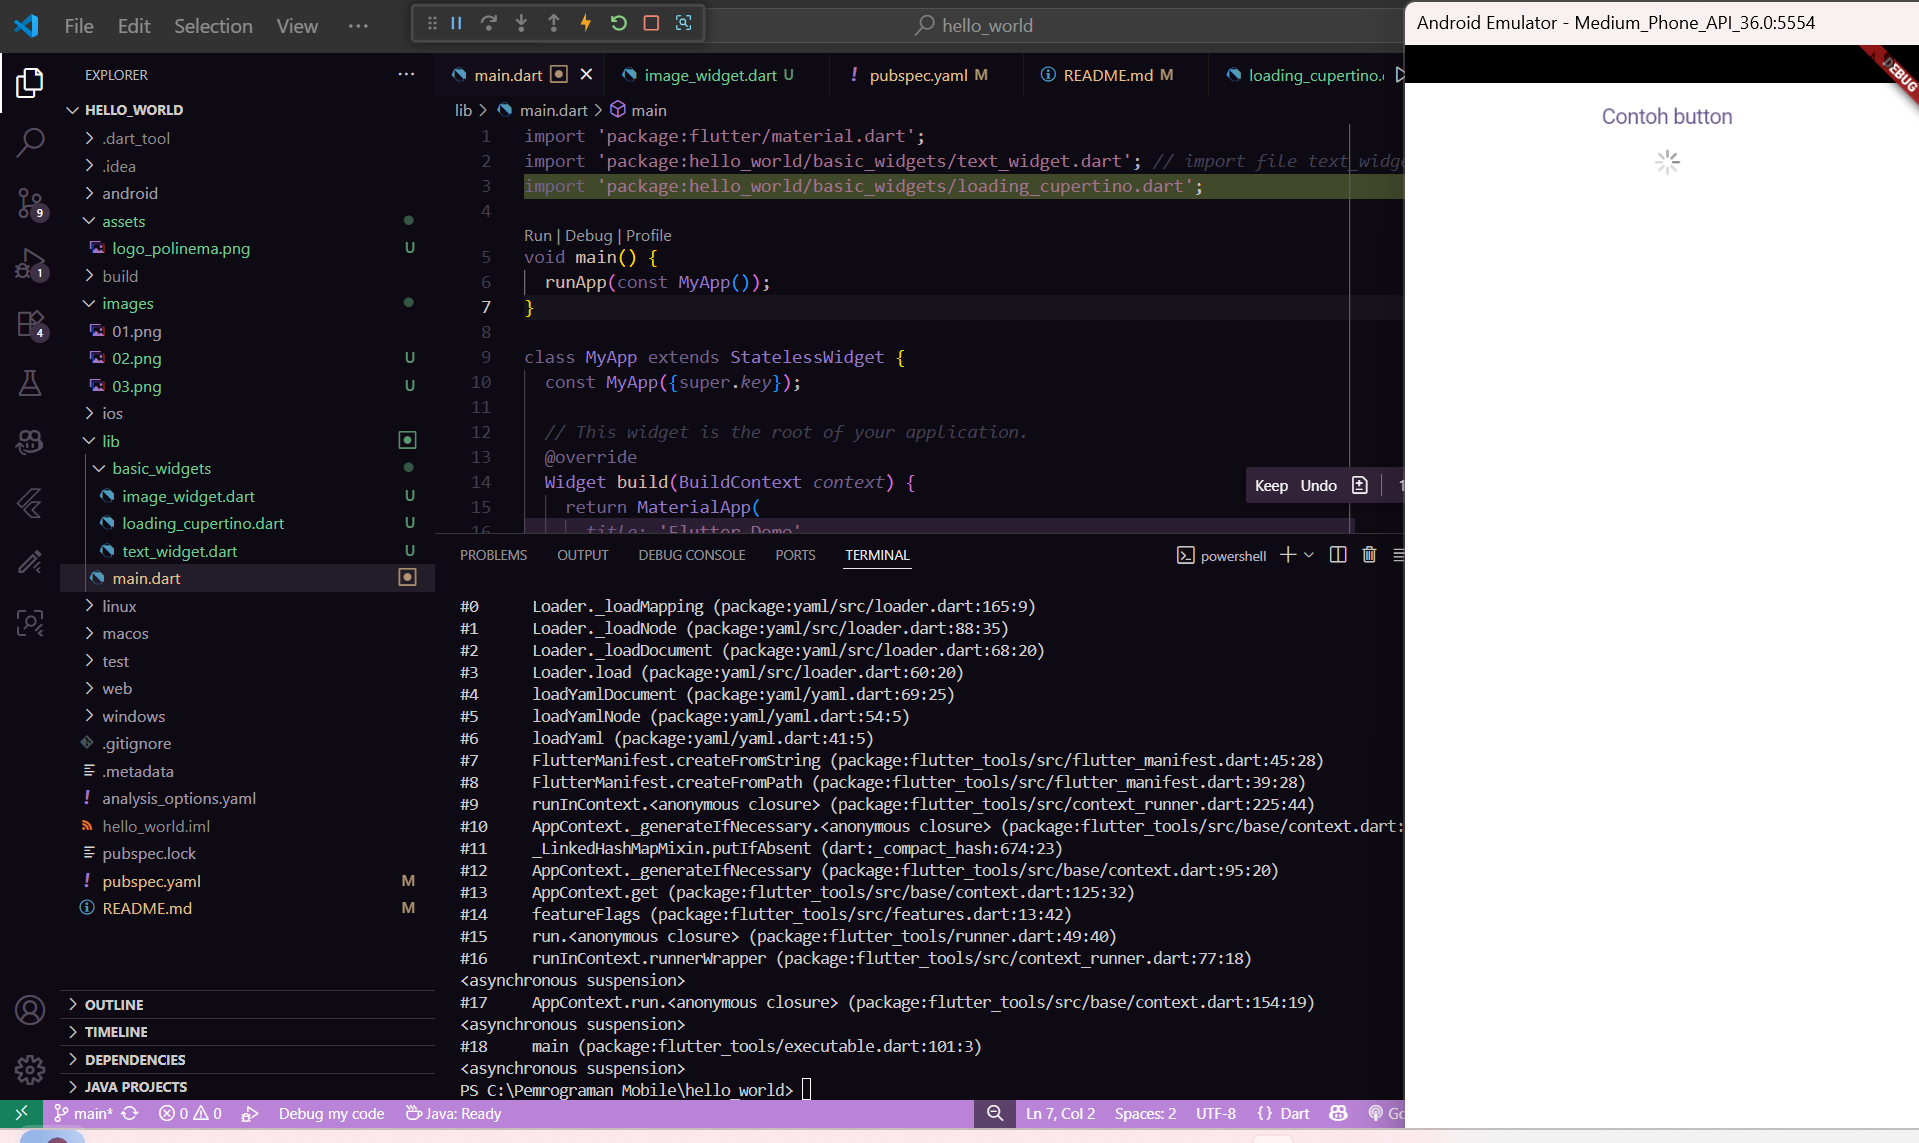 File Edit Selection View ···
hello_world
EXPLORER
HELLO_WORLD
.dart_tool
.idea
android
assets
logo_polinema.png U
build
images
01.png
02.png U
03.png U
ios
lib
basic_widgets
image_widget.dart U
loading_cupertino.dart U
text_widget.dart U
main.dart
linux
macos
test
web
windows
.gitignore
.metadata
analysis_options.yaml
hello_world.iml
pubspec.lock
pubspec.yaml M
README.md M
OUTLINE
TIMELINE
DEPENDENCIES
JAVA PROJECTS
9
1
4
main.dart
image_widget.dart U
pubspec.yaml M
README.md M
loading_cupertino.
lib > main.dart > main
1 import 'package:flutter/material.dart';
2 import 'package:hello_world/basic_widgets/text_widget.dart'; // import file text_widg
3 import 'package:hello_world/basic_widgets/loading_cupertino.dart';
4
Run | Debug | Profile
5 void main() {
6 runApp(const MyApp());
7 }
8
9 class MyApp extends StatelessWidget {
10 const MyApp({super.key});
11
12 // This widget is the root of your application.
13 @override
14 Widget build(BuildContext context) {
15 return MaterialApp(
16 title: 'Flutter Demo'
Keep Undo
PROBLEMS OUTPUT DEBUG CONSOLE PORTS TERMINAL
powershell
#0 Loader._loadMapping (package:yaml/src/loader.dart:165:9)
#1 Loader._loadNode (package:yaml/src/loader.dart:88:35)
#2 Loader._loadDocument (package:yaml/src/loader.dart:68:20)
#3 Loader.load (package:yaml/src/loader.dart:60:20)
#4 loadYamlDocument (package:yaml/yaml.dart:69:25)
#5 loadYamlNode (package:yaml/yaml.dart:54:5)
#6 loadYaml (package:yaml/yaml.dart:41:5)
#7 FlutterManifest.createFromString (package:flutter_tools/src/flutter_manifest.dart:45:28)
#8 FlutterManifest.createFromPath (package:flutter_tools/src/flutter_manifest.dart:39:28)
#9 runInContext.<anonymous closure> (package:flutter_tools/src/context_runner.dart:225:44)
#10 AppContext._generateIfNecessary.<anonymous closure> (package:flutter_tools/src/base/context.dart:
#11 _LinkedHashMapMixin.putIfAbsent (dart:_compact_hash:674:23)
#12 AppContext._generateIfNecessary (package:flutter_tools/src/base/context.dart:95:20)
#13 AppContext.get (package:flutter_tools/src/base/context.dart:125:32)
#14 featureFlags (package:flutter_tools/src/features.dart:13:42)
#15 run.<anonymous closure> (package:flutter_tools/runner.dart:49:40)
#16 runInContext.runnerWrapper (package:flutter_tools/src/context_runner.dart:77:18)
<asynchronous suspension>
#17 AppContext.run.<anonymous closure> (package:flutter_tools/src/base/context.dart:154:19)
<asynchronous suspension>
#18 main (package:flutter_tools/executable.dart:101:3)
<asynchronous suspension>
PS C:\Pemrograman Mobile\hello_world>
main* 0 0 Debug my code Java: Ready Ln 7, Col 2 Spaces: 2 UTF-8 {} Dart Go
Android Emulator - Medium_Phone_API_36.0:5554
DEBUG
Contoh button